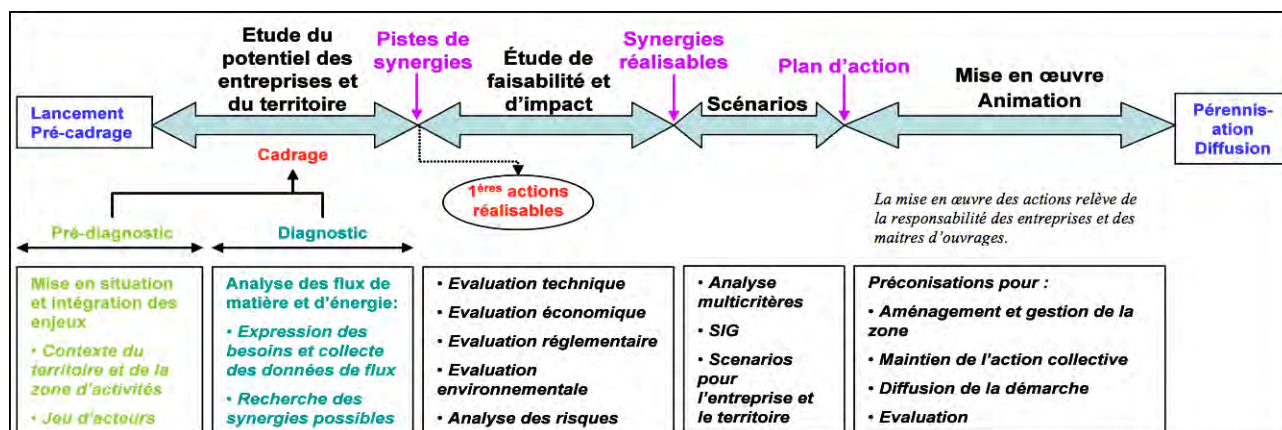 Etude du
potentiel des
entreprises et
du territoire
Pistes de
synergies
Étude de
faisabilité et
d'impact
Synergies
réalisables
Scénarios
Plan d'action
Mise en œuvre
Animation
Lancement
Pré-cadrage
Pérennis-
ation
Diffusion
Cadrage
1ères actions
réalisables
La mise en œuvre des actions relève de
la responsabilité des entreprises et des
maitres d'ouvrages.
Pré-diagnostic
Diagnostic
Mise en situation
et intégration des
enjeux
• Contexte du
territoire et de la
zone d'activités
• Jeu d'acteurs
Analyse des flux de
matière et d'énergie:
• Expression des
besoins et collecte
des données de flux
• Recherche des
synergies possibles
• Evaluation technique
• Evaluation économique
• Evaluation réglementaire
• Evaluation
environnementale
• Analyse des risques
• Analyse
multicritères
• SIG
• Scenarios
pour
l'entreprise et
le territoire
Préconisations pour :
• Aménagement et gestion de la
zone
• Maintien de l'action collective
• Diffusion de la démarche
• Evaluation